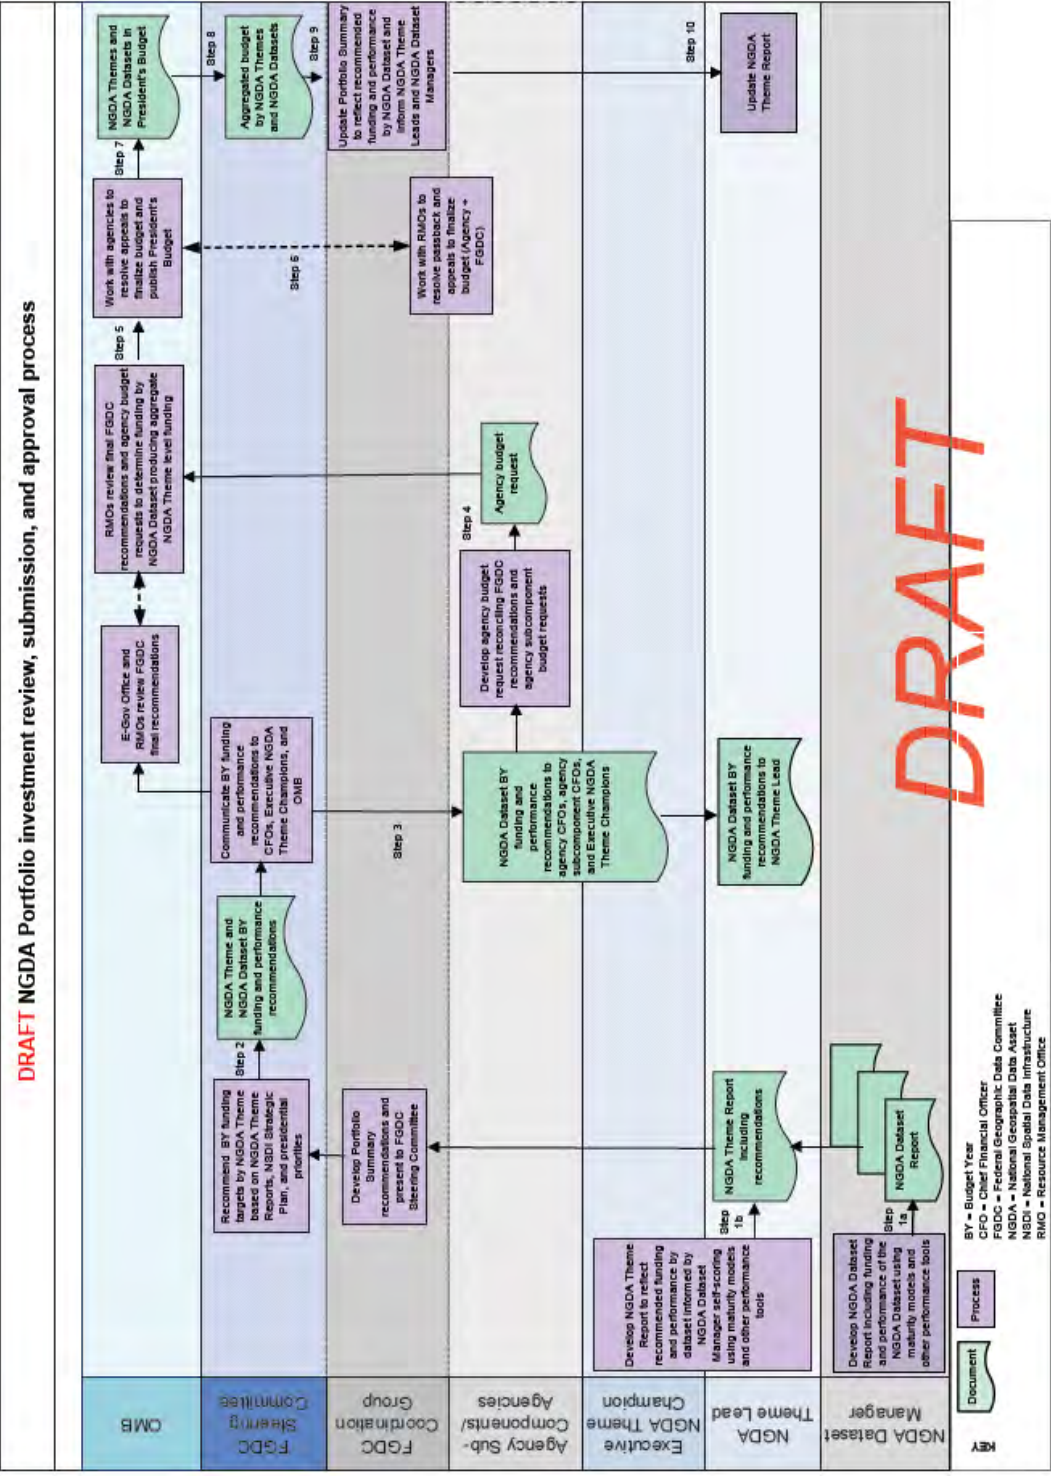 DRAFT NGDA Portfolio investment review, submission, and approval process
OMB
E-Gov Office and
RMOs review FGDC
final recommendations
RMOs review final FGDC
recommendations and agency budget
requests to determine funding by
NGDA Dataset producing aggregate
NGDA Theme level funding
Step 5
Work with agencies to
resolve appeals to
finalize budget and
publish President's
Budget
Step 7
NGDA Themes and
NGDA Datasets in
President's Budget
FGDC
Steering
Committee
Recommend BY funding
targets by NGDA Theme
based on NGDA Theme
Reports, NSDI Strategic
Plan, and presidential
priorities
Step 2
NGDA Theme and
NGDA Dataset BY
funding and performance
recommendations
Communicate BY funding
and performance
recommendations to
CFOs, Executive NGDA
Theme Champions, and
OMB
Step 6
Step 8
Aggregated budget
by NGDA Themes
and NGDA Datasets
Step 9
FGDC
Coordination
Group
Develop Portfolio
Summary
recommendations and
present to FGDC
Steering Committee
Step 3
Work with RMOs to
resolve passback and
appeals to finalize
budget (Agency +
FGDC)
Update Portfolio Summary
to reflect recommended
funding and performance
by NGDA Dataset and
Inform NGDA Theme
Leads and NGDA Dataset
Managers
Agency Sub-
Components/
Agencies
NGDA Dataset BY
funding and
performance
recommendations to
agency CFOs, agency
subcomponent CFOs,
and Executive NGDA
Theme Champions
Develop agency budget
request reconciling FGDC
recommendations and
agency subcomponent
budget requests
Step 4
Agency budget
request
Executive
NGDA Theme
Champion
Develop NGDA Theme
Report to reflect
recommended funding
and performance by
dataset informed by
NGDA Dataset
Manager self-scoring
using maturity models
and other performance
tools
NGDA
Theme Lead
Step
1b
NGDA Theme Report
Including
recommendations
NGDA Dataset BY
funding and performance
recommendations to
NGDA Theme Lead
Step 10
Update NGDA
Theme Report
NGDA Dataset
Manager
Develop NGDA Dataset
Report including funding
and performance of the
NGDA Dataset using
maturity models and
other performance tools
Step
1a
NGDA Dataset
Report
DRAFT
KEY
Document
Process
BY = Budget Year
CFO = Chief Financial Officer
FGDC = Federal Geographic Data Committee
NGDA = National Geospatial Data Asset
NSDI = National Spatial Data Infrastructure
RMO = Resource Management Office